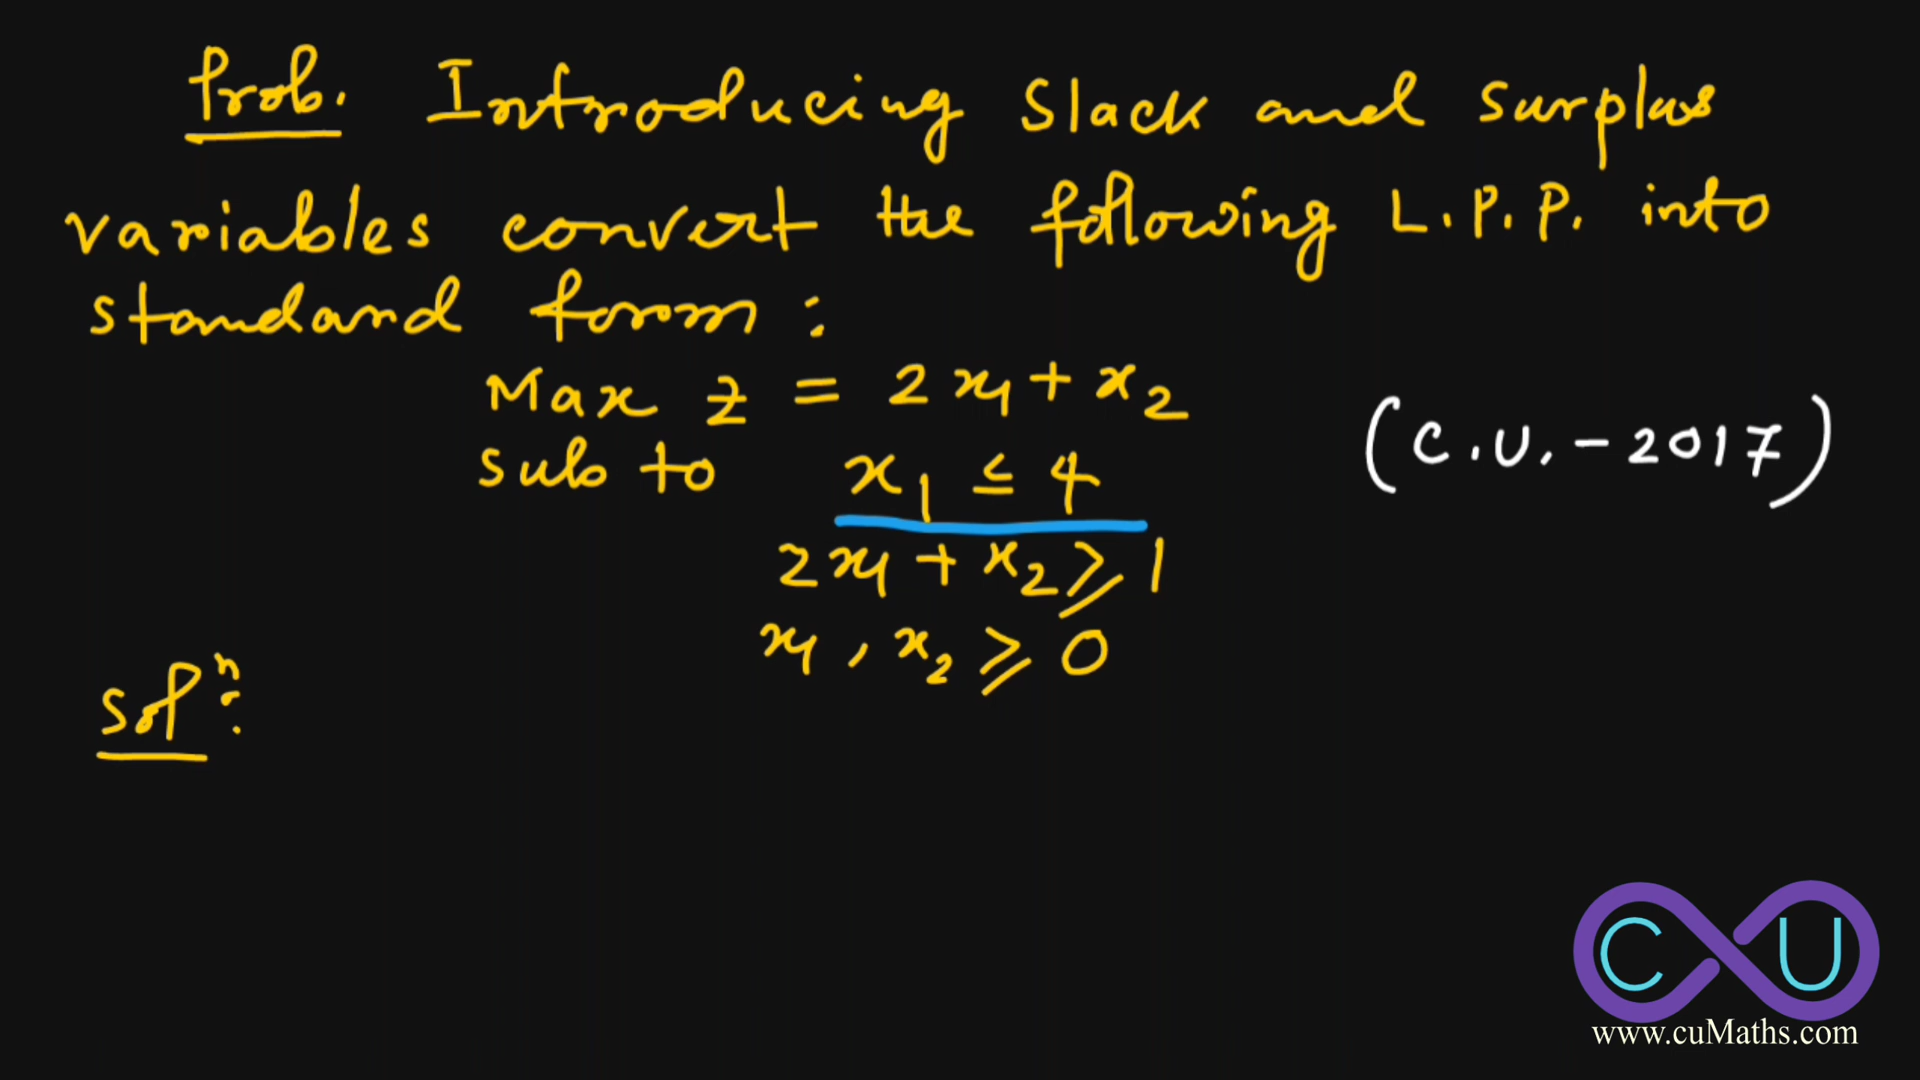 Prob. Introducing Slack and surplus
variables convert the following L.P.P. into
standard form :
Max z = 2x₁ + x₂
sub to x₁ ≤ 4
(C.U. - 2017)
2x₁ + x₂ ≥ 1
x₁, x₂ ≥ 0
Solⁿ:
CU
www.cuMaths.com